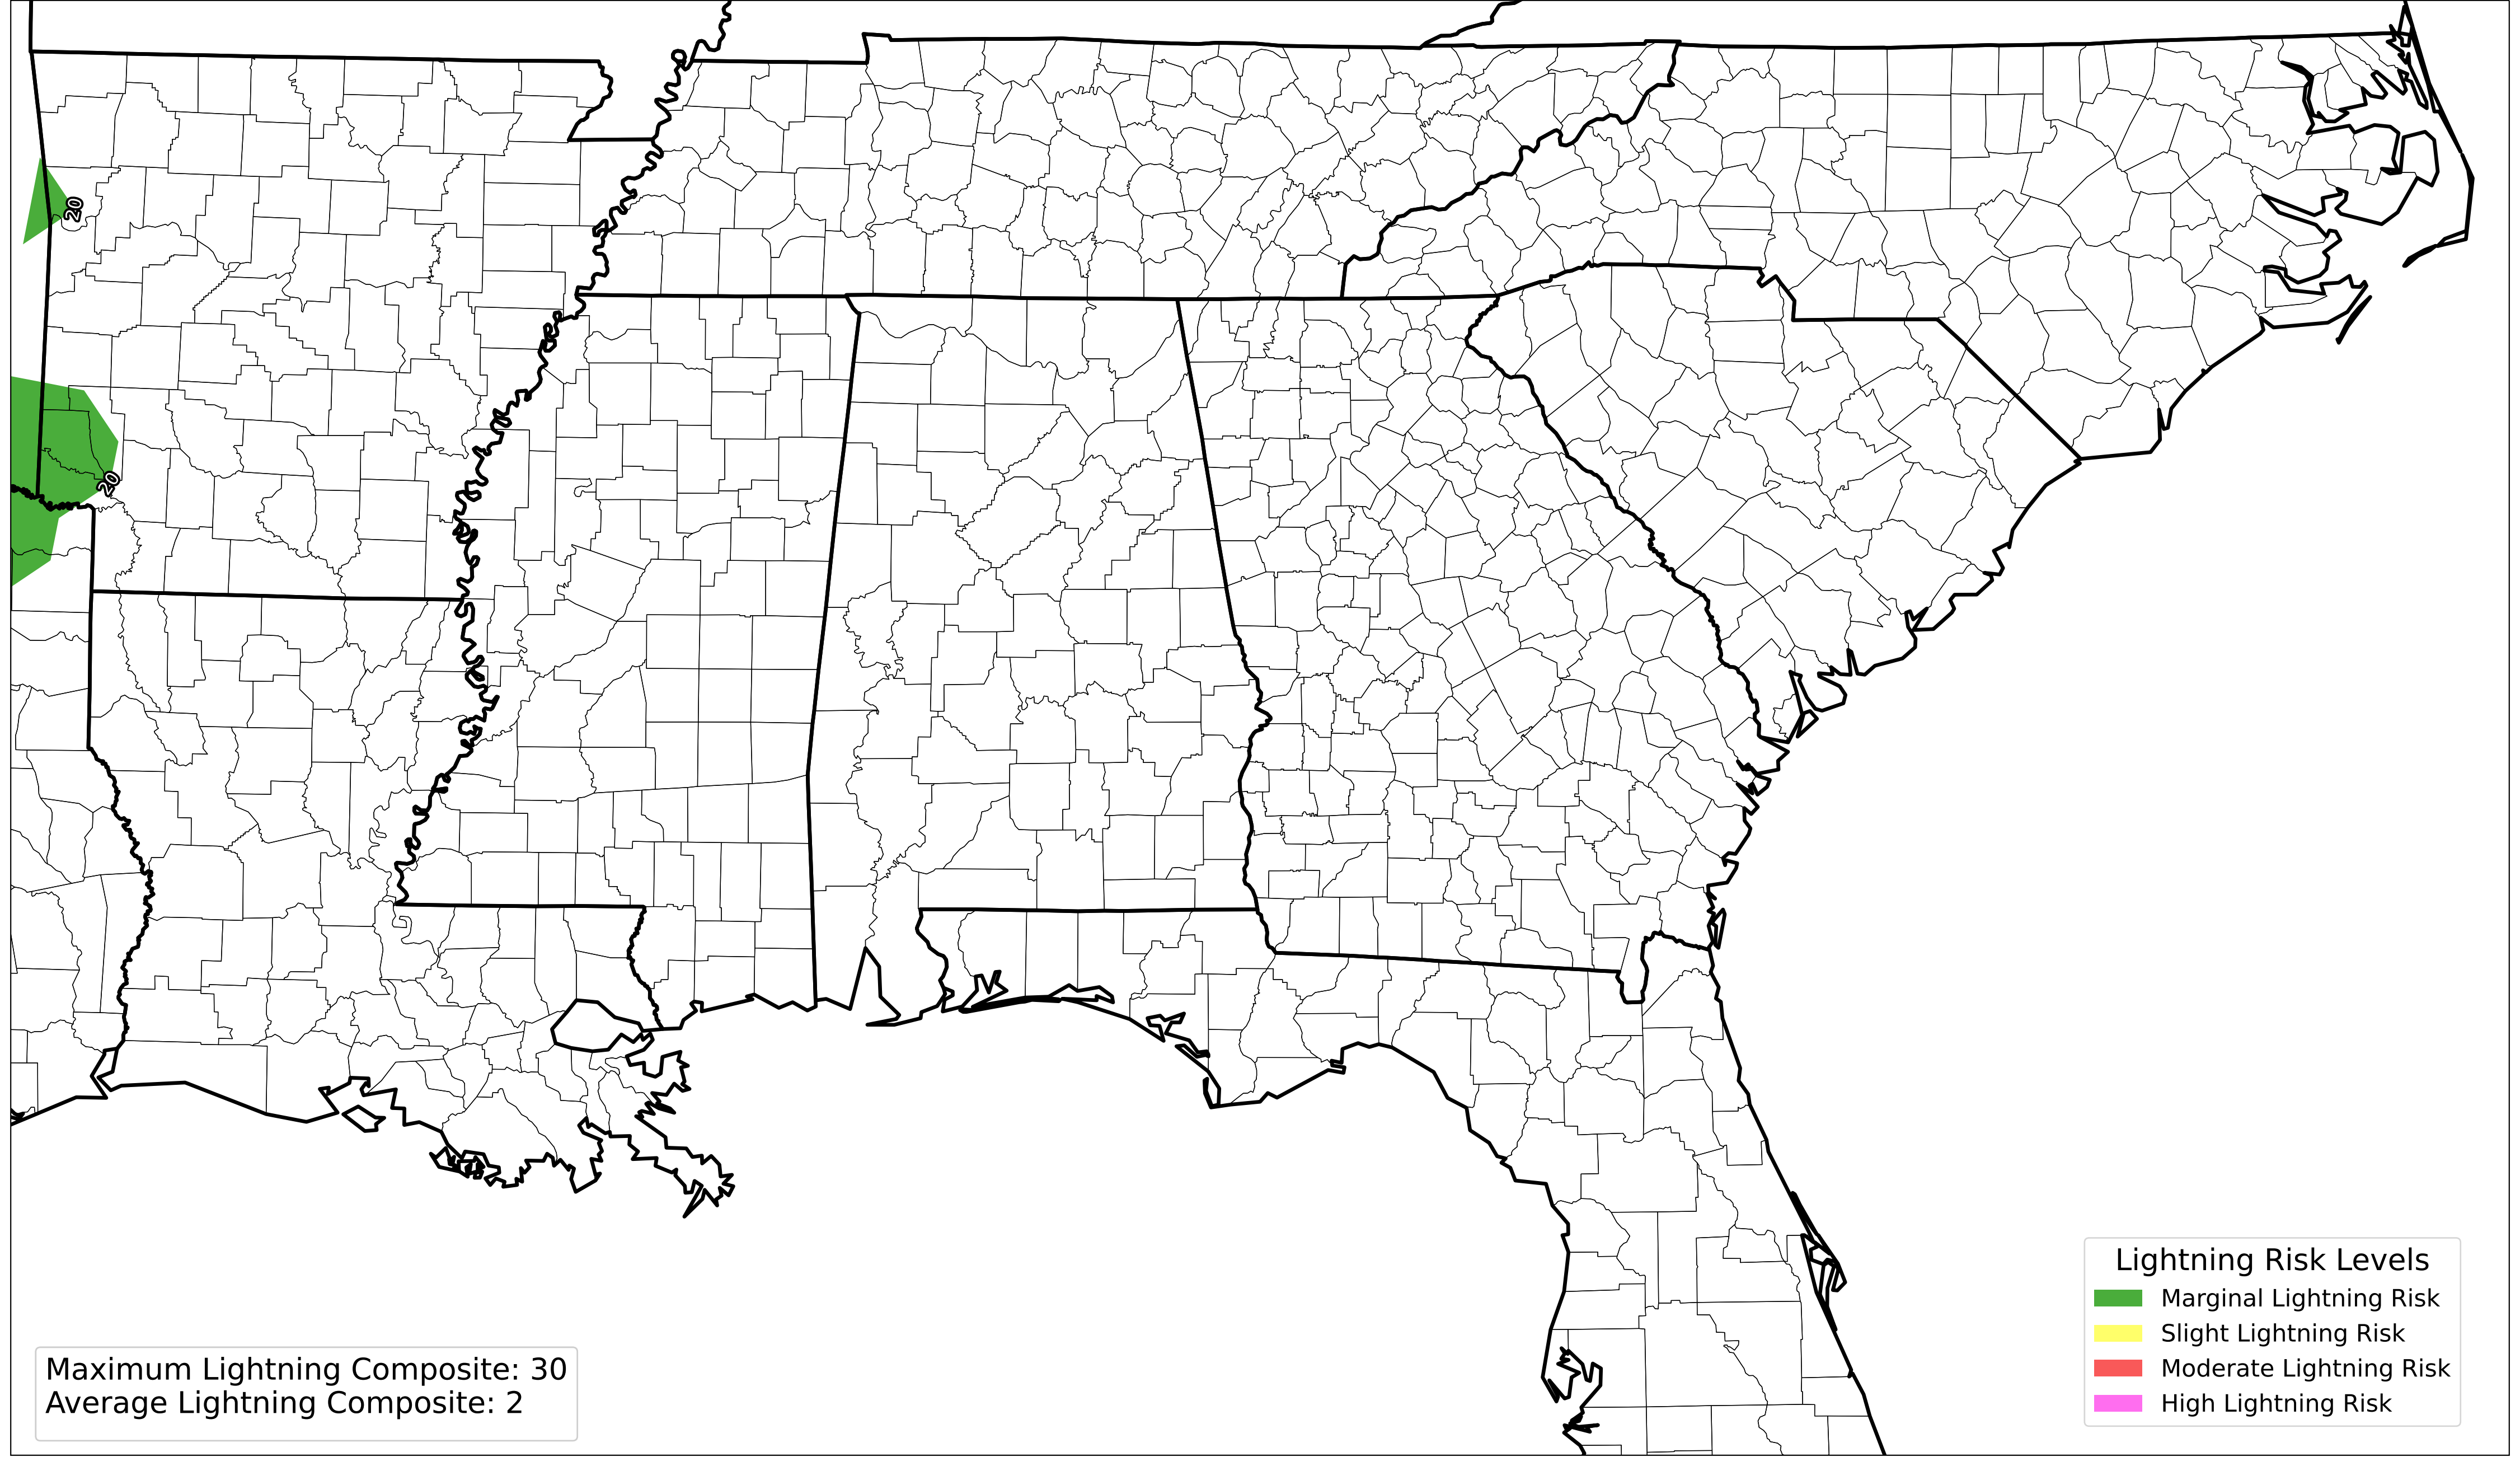 20
20
Lightning Risk Levels
Marginal Lightning Risk
Slight Lightning Risk
Moderate Lightning Risk
High Lightning Risk
Maximum Lightning Composite: 30
Average Lightning Composite: 2